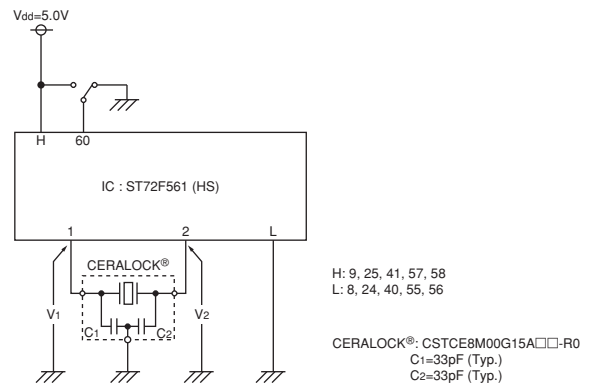 Vdd=5.0V
H
60
IC : ST72F561 (HS)
1
2
L
CERALOCK®
V1
C1
C2
V2
H: 9, 25, 41, 57, 58
L: 8, 24, 40, 55, 56
CERALOCK®: CSTCE8M00G15A□□-R0
C1=33pF (Typ.)
C2=33pF (Typ.)